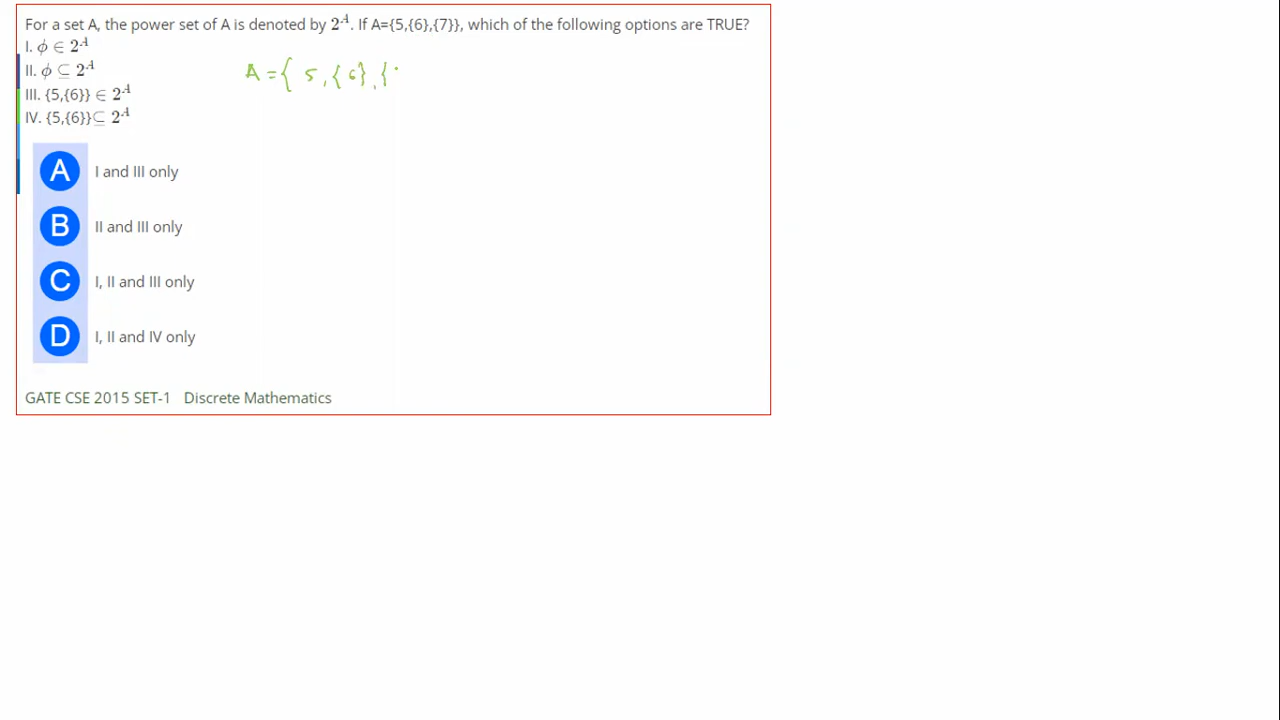 For a set A, the power set of A is denoted by 2^A. If A={5,{6},{7}}, which of the following options are TRUE?
I. ϕ ∈ 2^A
II. ϕ ⊆ 2^A
III. {5,{6}} ∈ 2^A
IV. {5,{6}}⊆ 2^A
A = { 5, {6}, {
A I and III only
B II and III only
C I, II and III only
D I, II and IV only
GATE CSE 2015 SET-1 Discrete Mathematics